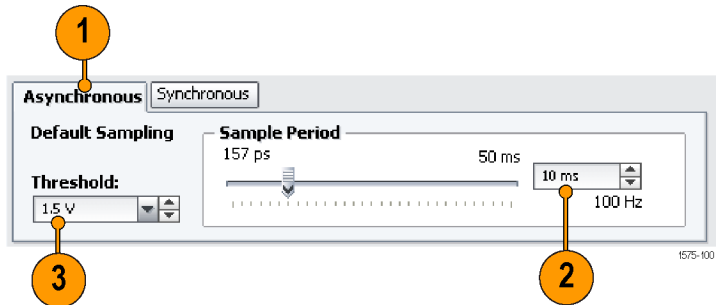 1
Asynchronous Synchronous
Default Sampling
Sample Period
157 ps 50 ms
10 ms
100 Hz
Threshold:
1.5 V
3
2
1575-100